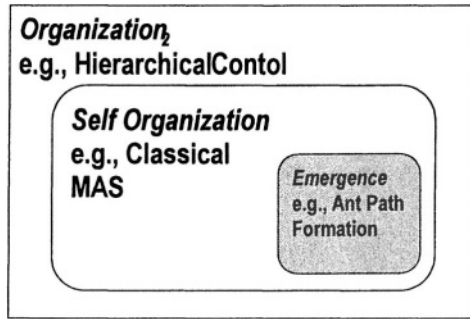 Organization₂
e.g., HierarchicalContol
Self Organization
e.g., Classical
MAS
Emergence
e.g., Ant Path
Formation